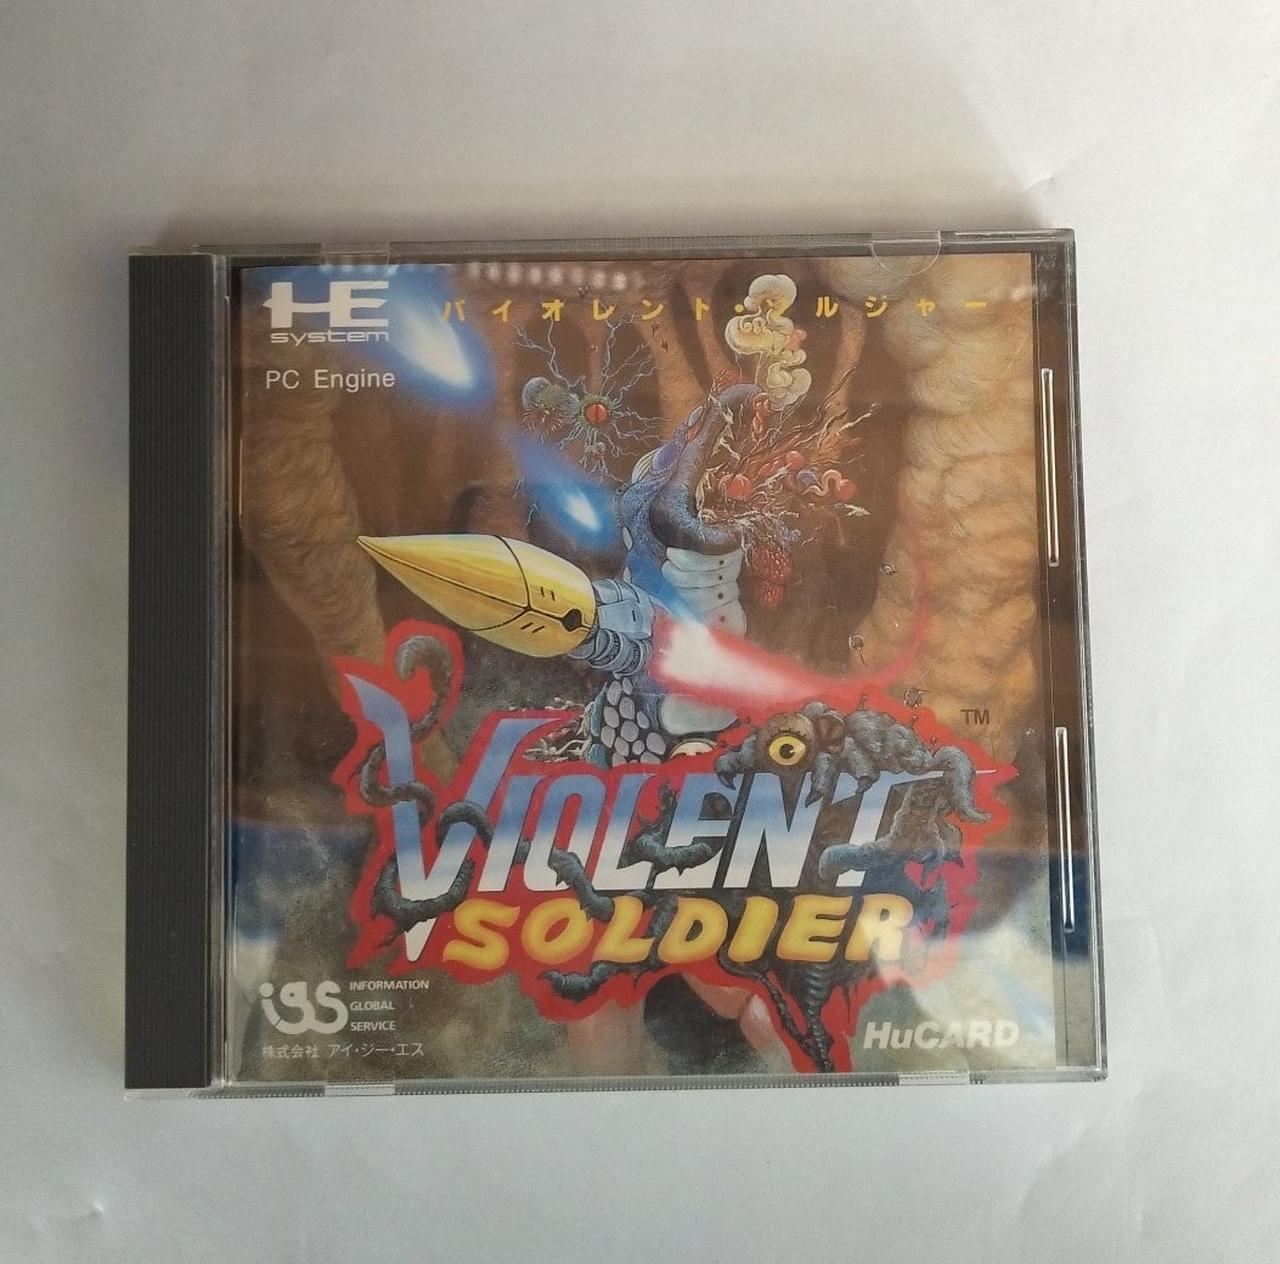 HE
system
バイオレント・ソルジャー
PC Engine
TM
VIOLENT
SOLDIER
iGS
INFORMATION
GLOBAL
SERVICE
株式会社 アイ・ジー・エス
HuCARD